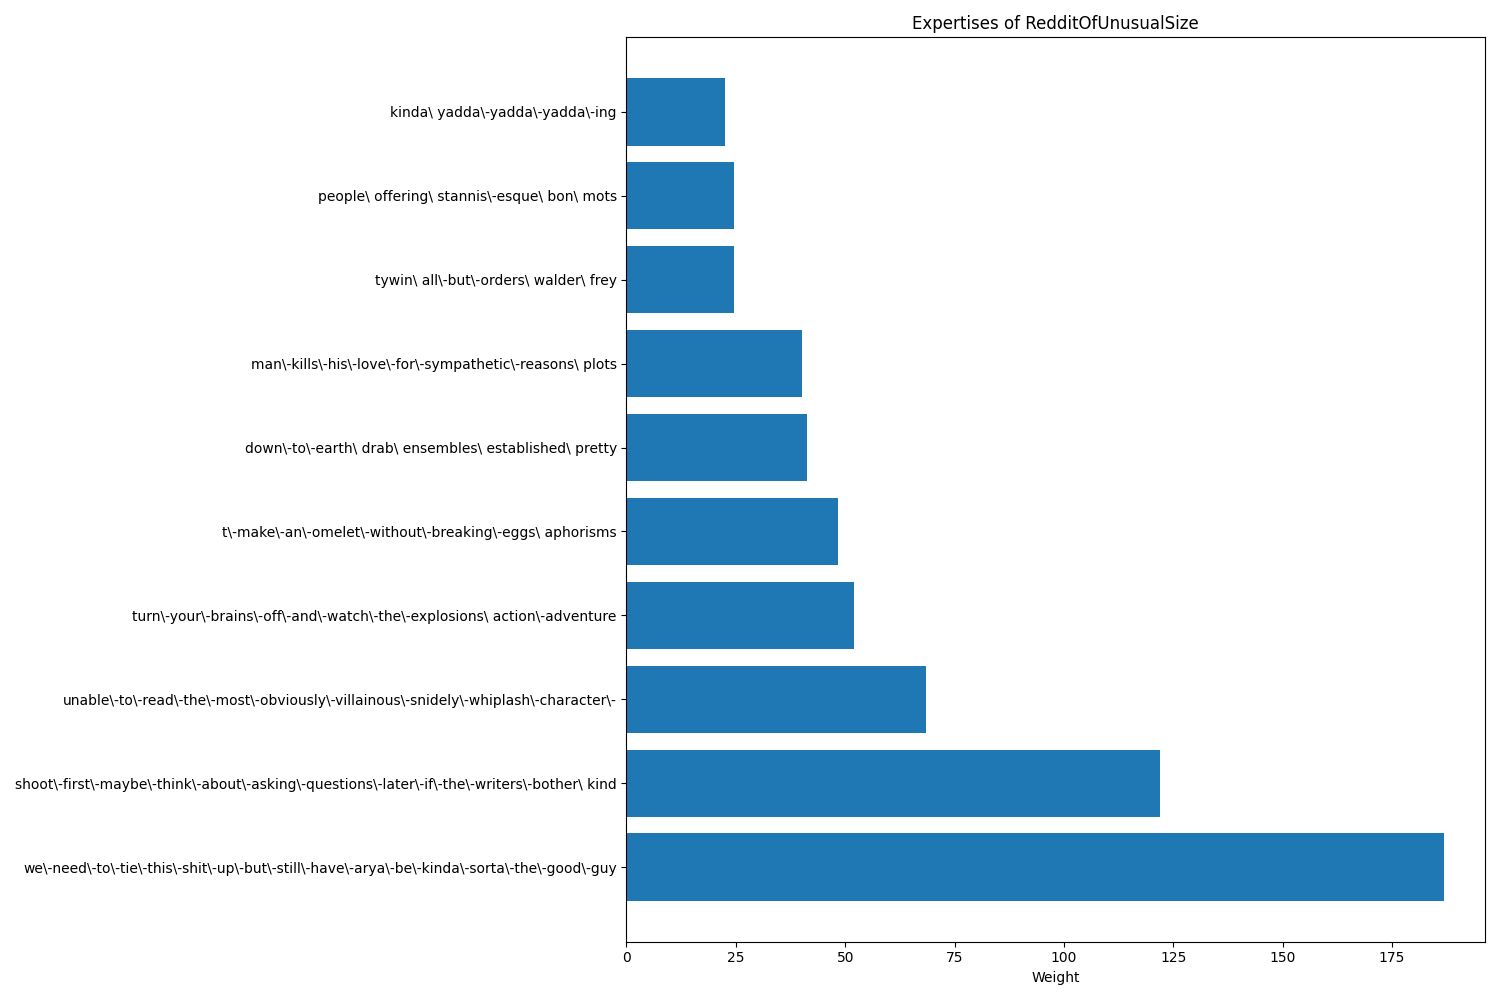 Expertises of RedditOfUnusualSize
kinda\ yadda\-yadda\-yadda\-ing
people\ offering\ stannis\-esque\ bon\ mots
tywin\ all\-but\-orders\ walder\ frey
man\-kills\-his\-love\-for\-sympathetic\-reasons\ plots
down\-to\-earth\ drab\ ensembles\ established\ pretty
t\-make\-an\-omelet\-without\-breaking\-eggs\ aphorisms
turn\-your\-brains\-off\-and\-watch\-the\-explosions\ action\-adventure
unable\-to\-read\-the\-most\-obviously\-villainous\-snidely\-whiplash\-character\-
shoot\-first\-maybe\-think\-about\-asking\-questions\-later\-if\-the\-writers\-bother\ kind
we\-need\-to\-tie\-this\-shit\-up\-but\-still\-have\-arya\-be\-kinda\-sorta\-the\-good\-guy
0 25 50 75 100 125 150 175
Weight